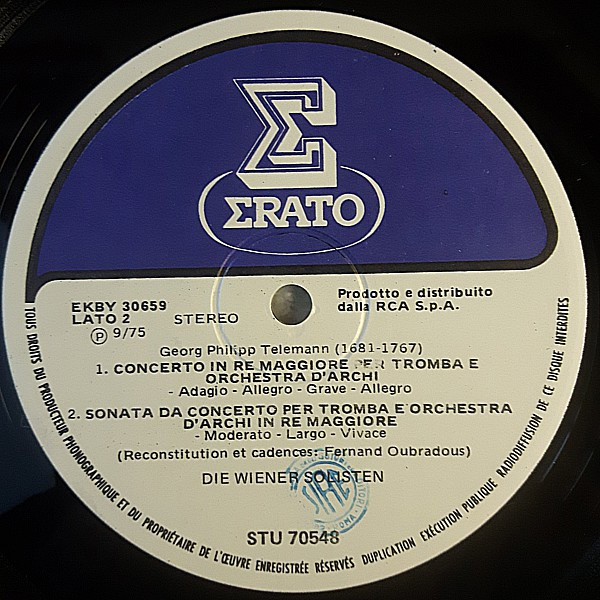 Σ
ΣRATO
EKBY 30659
LATO 2
STEREO
Ⓟ 9/75
Prodotto e distribuito
dalla RCA S.p.A.
Georg Philipp Telemann (1681-1767)
1. CONCERTO IN RE MAGGIORE PER TROMBA E
ORCHESTRA D'ARCHI
- Adagio - Allegro - Grave - Allegro
2. SONATA DA CONCERTO PER TROMBA E ORCHESTRA
D'ARCHI IN RE MAGGIORE
- Moderato - Largo - Vivace
(Reconstitution et cadences: Fernand Oubradous)
DIE WIENER SOLISTEN
SIAE
ROMA
STU 70548
TOUS DROITS DU PRODUCTEUR PHONOGRAPHIQUE ET DU PROPRIÉTAIRE DE L'ŒUVRE ENREGISTRÉE RÉSERVÉS DUPLICATION EXÉCUTION PUBLIQUE RADIODIFFUSION DE CE DISQUE INTERDITES